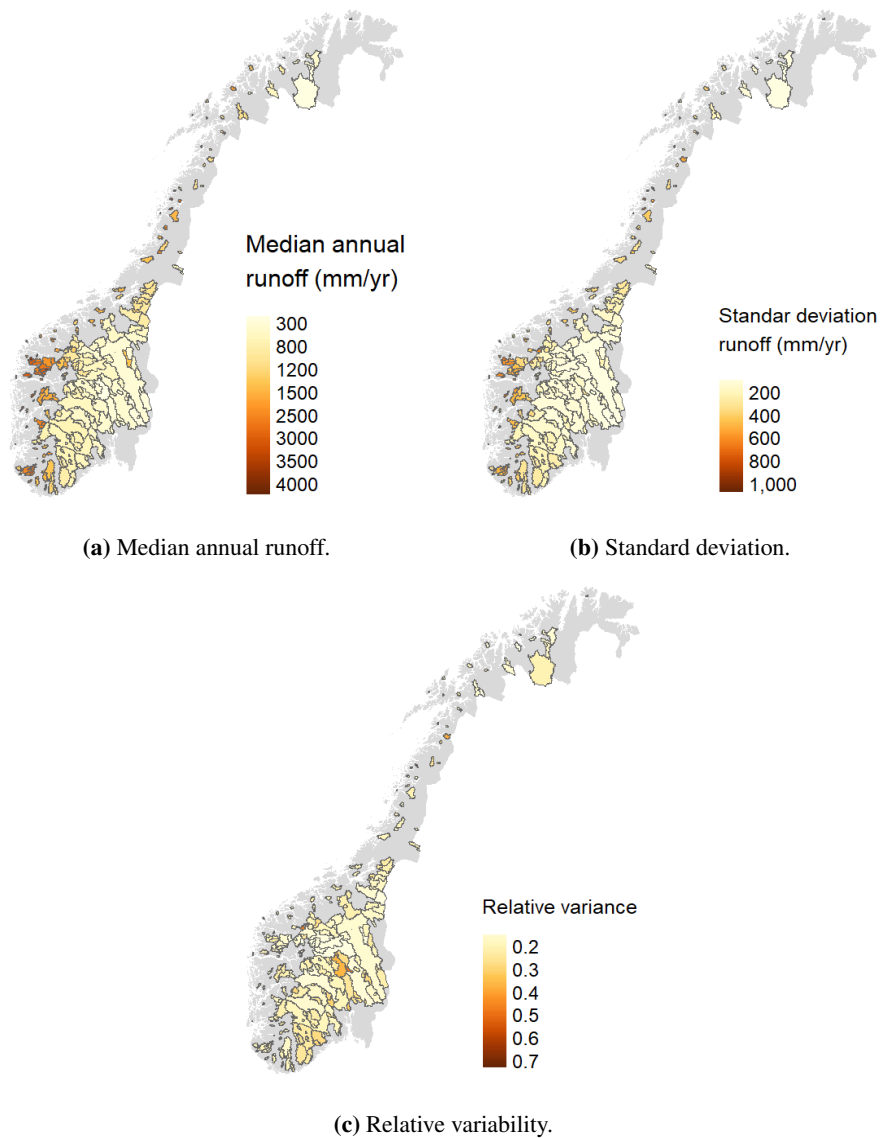 Median annual
runoff (mm/yr)
300
800
1200
1500
2500
3000
3500
4000
Standar deviation
runoff (mm/yr)
200
400
600
800
1,000
(a) Median annual runoff.
(b) Standard deviation.
Relative variance
0.2
0.3
0.4
0.5
0.6
0.7
(c) Relative variability.